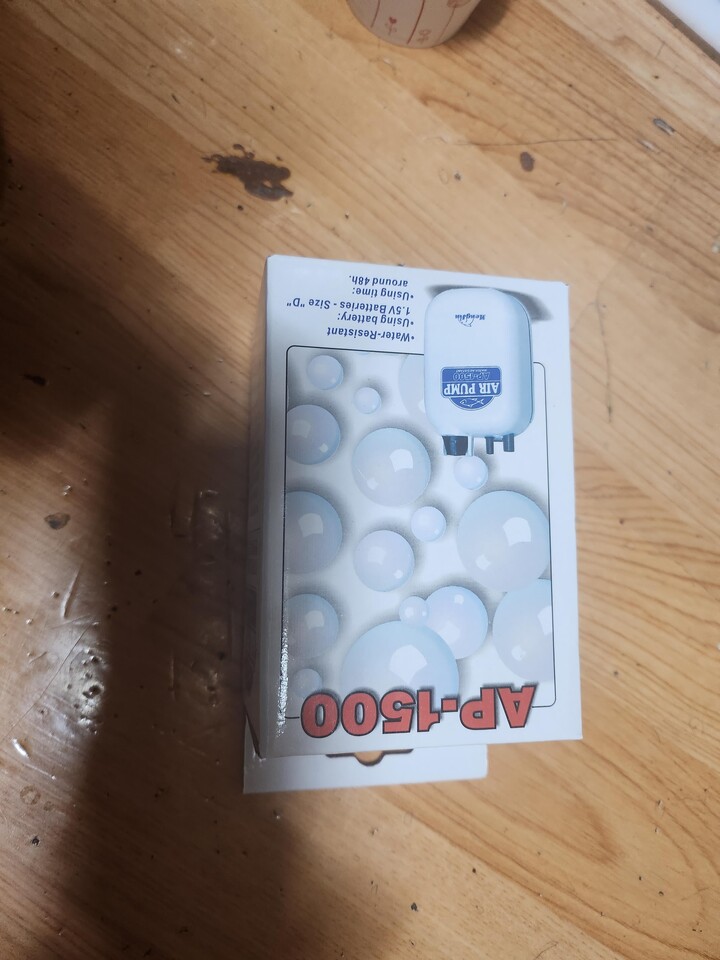 AP-1500
•Water-Resistant
•Using battery:
1.5V Batteries - Size "D"
•Using time:
around 48h.
AIR PUMP
AP-1500